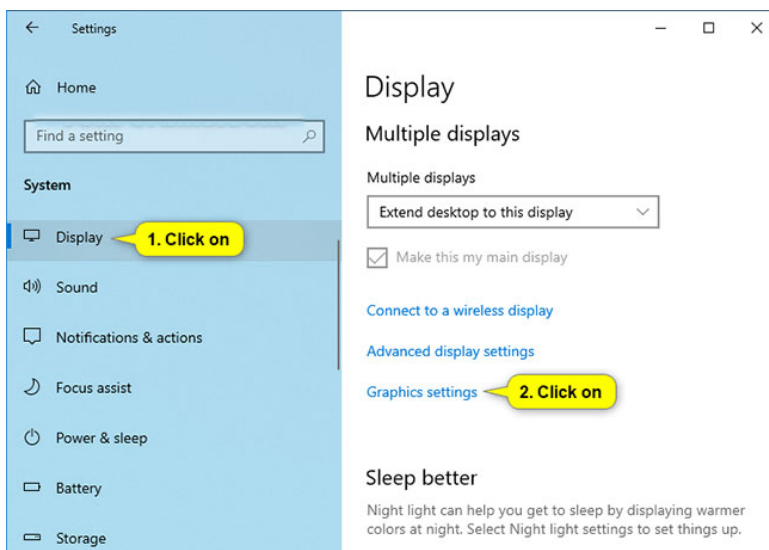 Settings
Home
Find a setting
System
Display
1. Click on
Sound
Notifications & actions
Focus assist
Power & sleep
Battery
Storage
Display
Multiple displays
Multiple displays
Extend desktop to this display
Make this my main display
Connect to a wireless display
Advanced display settings
Graphics settings
2. Click on
Sleep better
Night light can help you get to sleep by displaying warmer
colors at night. Select Night light settings to set things up.